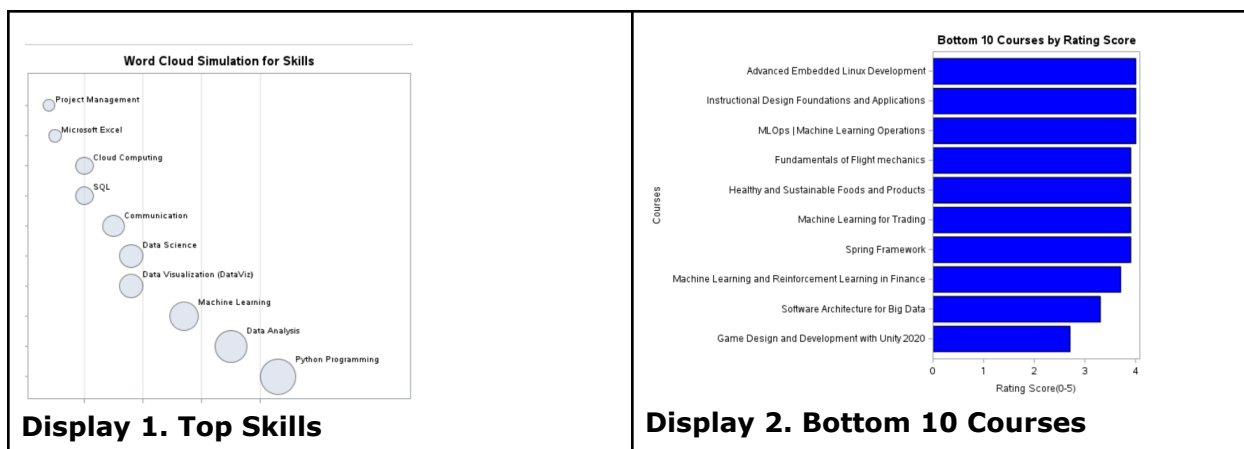 Word Cloud Simulation for Skills
Project Management
Microsoft Excel
Cloud Computing
SQL
Communication
Data Science
Data Visualization (DataViz)
Machine Learning
Data Analysis
Python Programming
Display 1. Top Skills
Bottom 10 Courses by Rating Score
Courses
Advanced Embedded Linux Development
Instructional Design Foundations and Applications
MLOps | Machine Learning Operations
Fundamentals of Flight mechanics
Healthy and Sustainable Foods and Products
Machine Learning for Trading
Spring Framework
Machine Learning and Reinforcement Learning in Finance
Software Architecture for Big Data
Game Design and Development with Unity 2020
0 1 2 3 4
Rating Score(0-5)
Display 2. Bottom 10 Courses